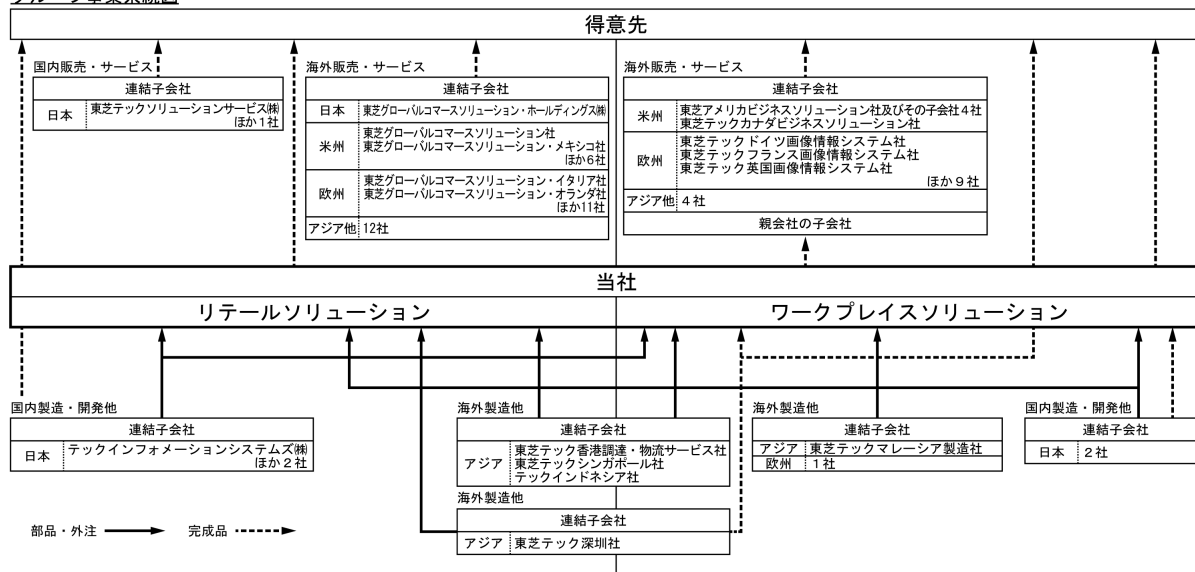 得意先
国内販売・サービス
連結子会社
日本 東芝テックソリューションサービス㈱
ほか1社
海外販売・サービス
連結子会社
日本 東芝グローバルコマースソリューション・ホールディングス㈱
米州 東芝グローバルコマースソリューション社
東芝グローバルコマースソリューション・メキシコ社
ほか6社
欧州 東芝グローバルコマースソリューション・イタリア社
東芝グローバルコマースソリューション・オランダ社
ほか11社
アジア他 12社
海外販売・サービス
連結子会社
米州 東芝アメリカビジネスソリューション社及びその子会社4社
東芝テックカナダビジネスソリューション社
欧州 東芝テックドイツ画像情報システム社
東芝テックフランス画像情報システム社
東芝テック英国画像情報システム社
ほか9社
アジア他 4社
親会社の子会社
当社
リテールソリューション
ワークプレイスソリューション
国内製造・開発他
連結子会社
日本 テックインフォメーションシステムズ㈱
ほか2社
海外製造他
連結子会社
アジア 東芝テック香港調達・物流サービス社
東芝テックシンガポール社
テックインドネシア社
海外製造他
連結子会社
アジア 東芝テック深圳社
海外製造他
連結子会社
アジア 東芝テックマレーシア製造社
欧州 1社
国内製造・開発他
連結子会社
日本 2社
部品・外注
完成品